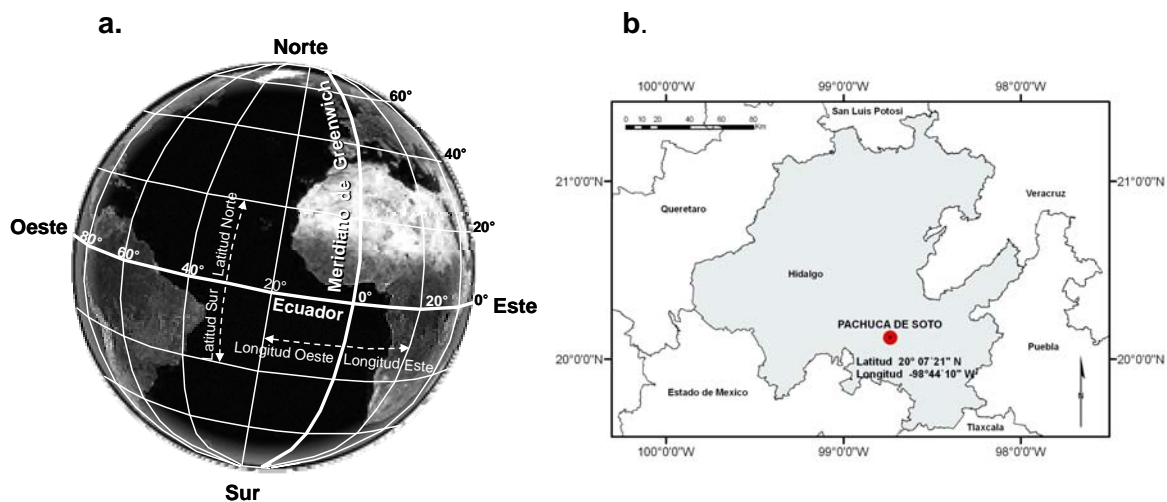 a.
Norte
60°
40°
20°
0°
Este
Oeste
80°
60°
40°
20°
0°
20°
Meridiano de Greenwich
Latitud Norte
Latitud Sur
Ecuador
Longitud Oeste
Longitud Este
Sur
b.
100°0'0"W
99°0'0"W
98°0'0"W
San Luis Potosi
0 10 20 40 60 80
Km
21°0'0"N
21°0'0"N
Veracruz
Queretaro
Hidalgo
PACHUCA DE SOTO
Latitud 20° 07´21" N
Longitud -98°44´10" W
20°0'0"N
20°0'0"N
Puebla
Estado de Mexico
N
Tlaxcala
100°0'0"W
99°0'0"W
98°0'0"W